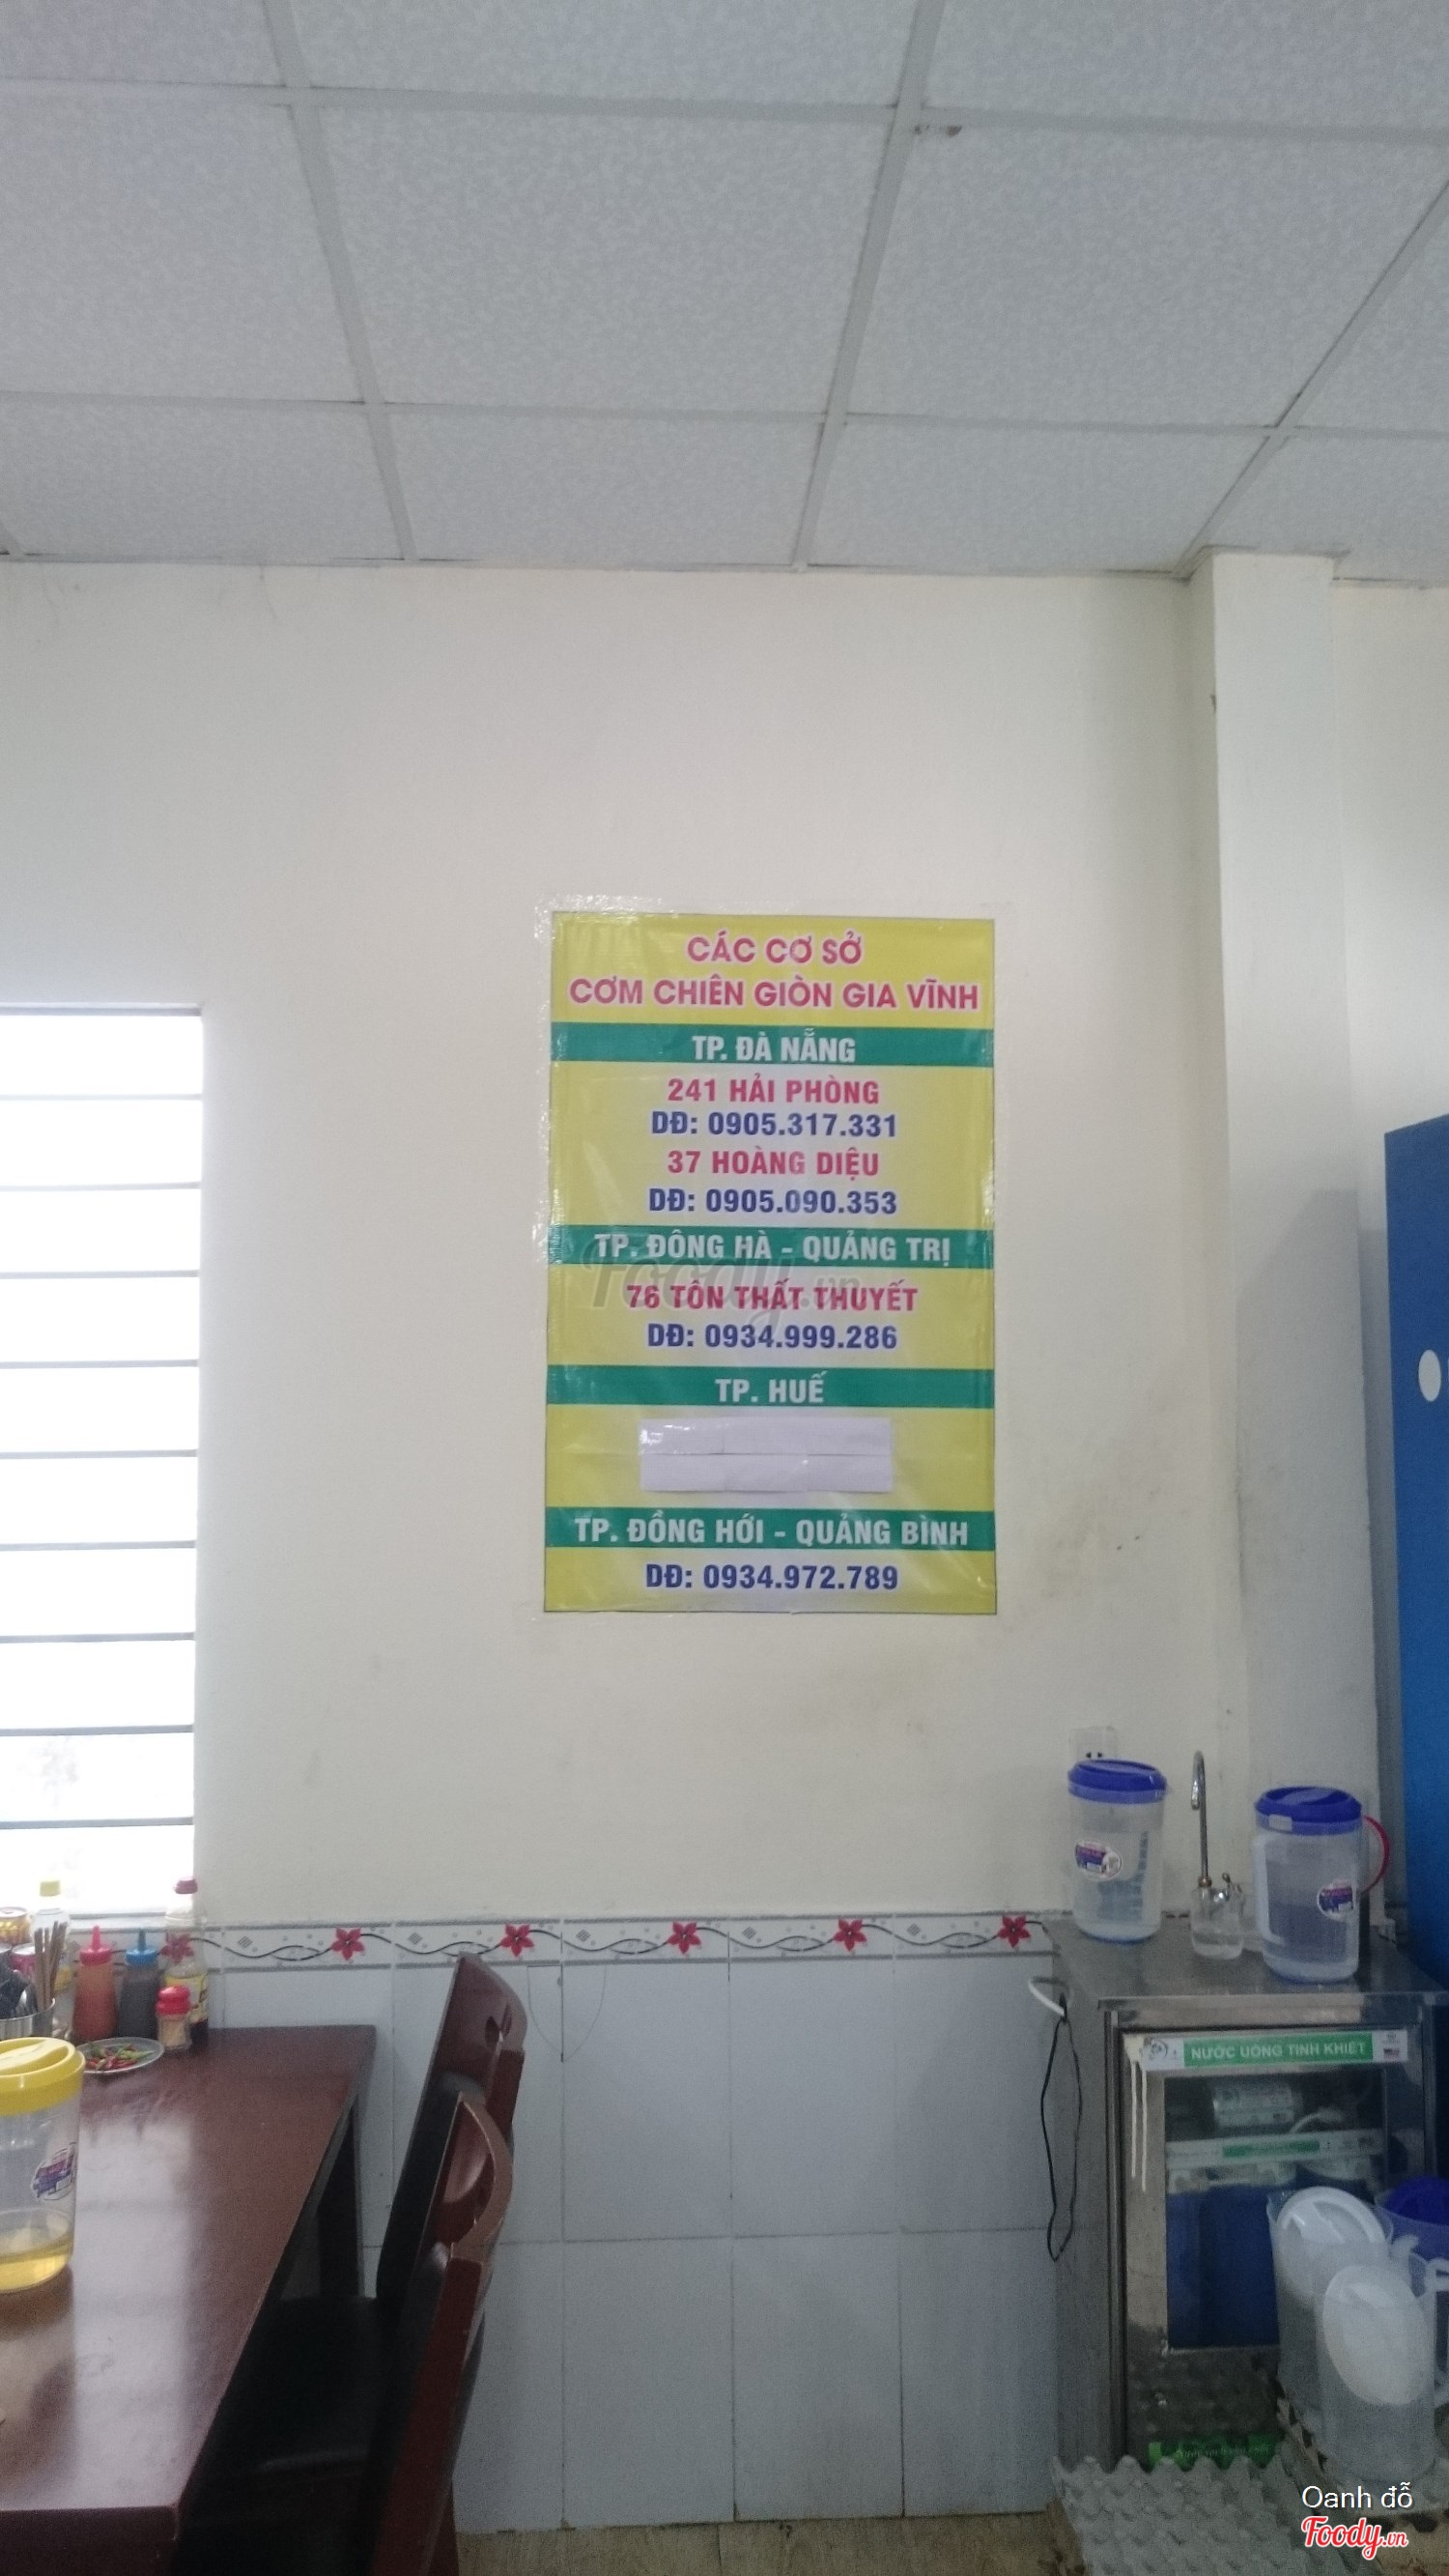 CÁC CƠ SỞ
CƠM CHIÊN GIÒN GIA VĨNH
TP. ĐÀ NẴNG
241 HẢI PHÒNG
DĐ: 0905.317.331
37 HOÀNG DIỆU
DĐ: 0905.090.353
TP. ĐÔNG HÀ - QUẢNG TRỊ
Foody.vn
76 TÔN THẤT THUYẾT
DĐ: 0934.999.286
TP. HUẾ
TP. ĐỒNG HỚI - QUẢNG BÌNH
DĐ: 0934.972.789
NƯỚC UỐNG TINH KHIẾT
Oanh đỗ
Foody.vn